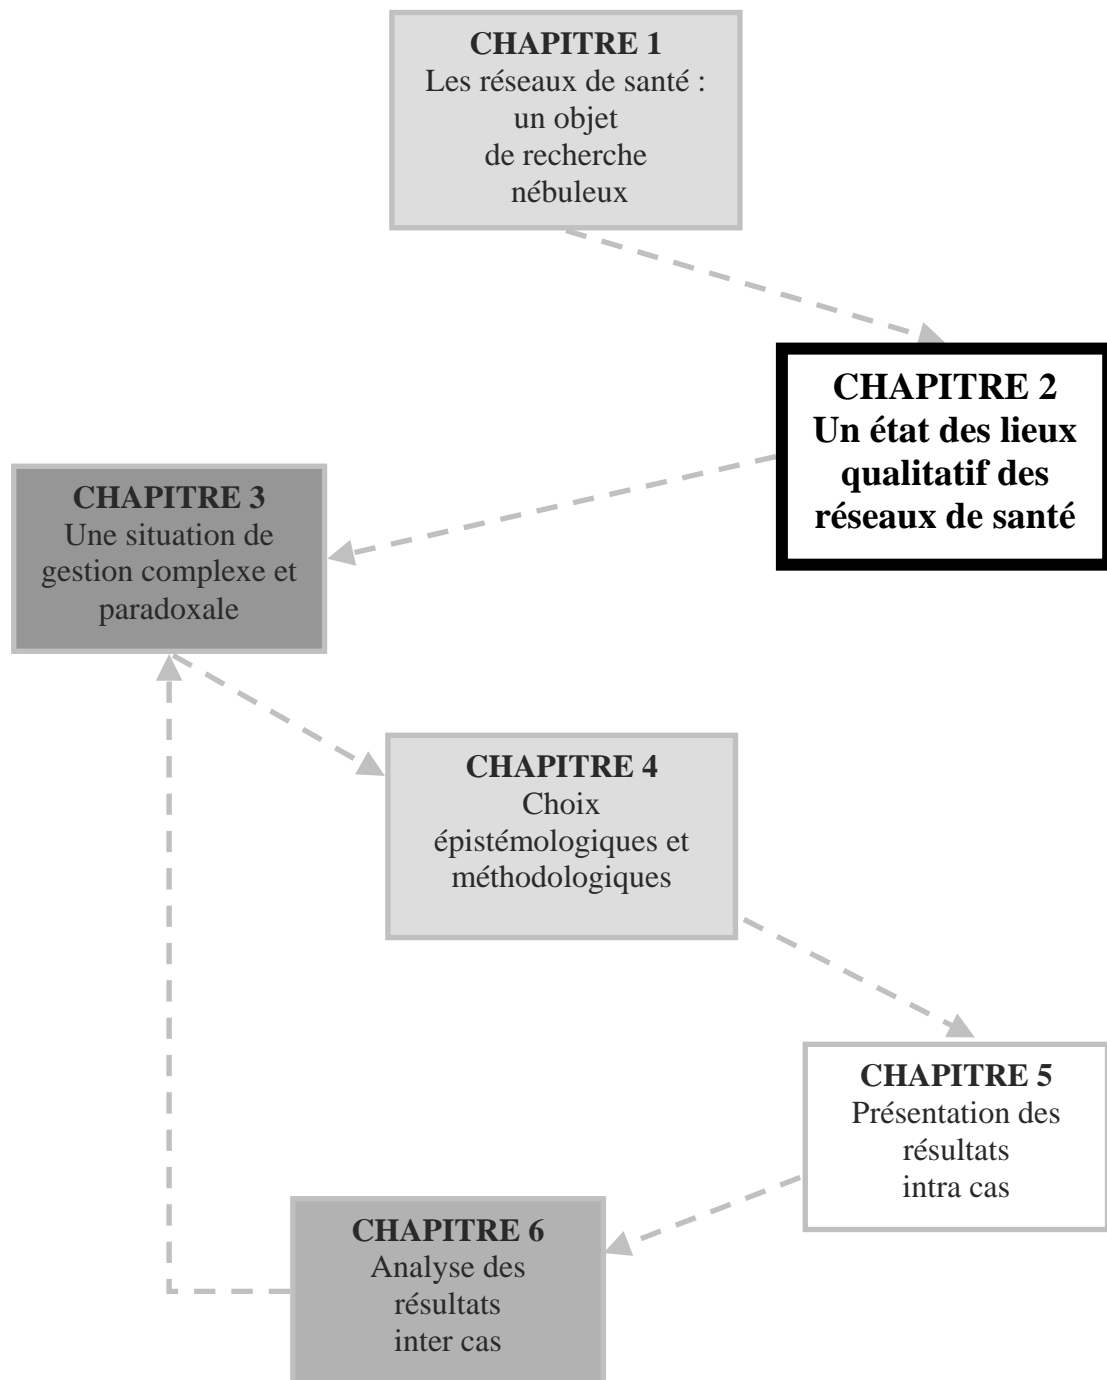 CHAPITRE 1
Les réseaux de santé :
un objet
de recherche
nébuleux
CHAPITRE 2
Un état des lieux
qualitatif des
réseaux de santé
CHAPITRE 3
Une situation de
gestion complexe et
paradoxale
CHAPITRE 4
Choix
épistémologiques et
méthodologiques
CHAPITRE 5
Présentation des
résultats
intra cas
CHAPITRE 6
Analyse des
résultats
inter cas